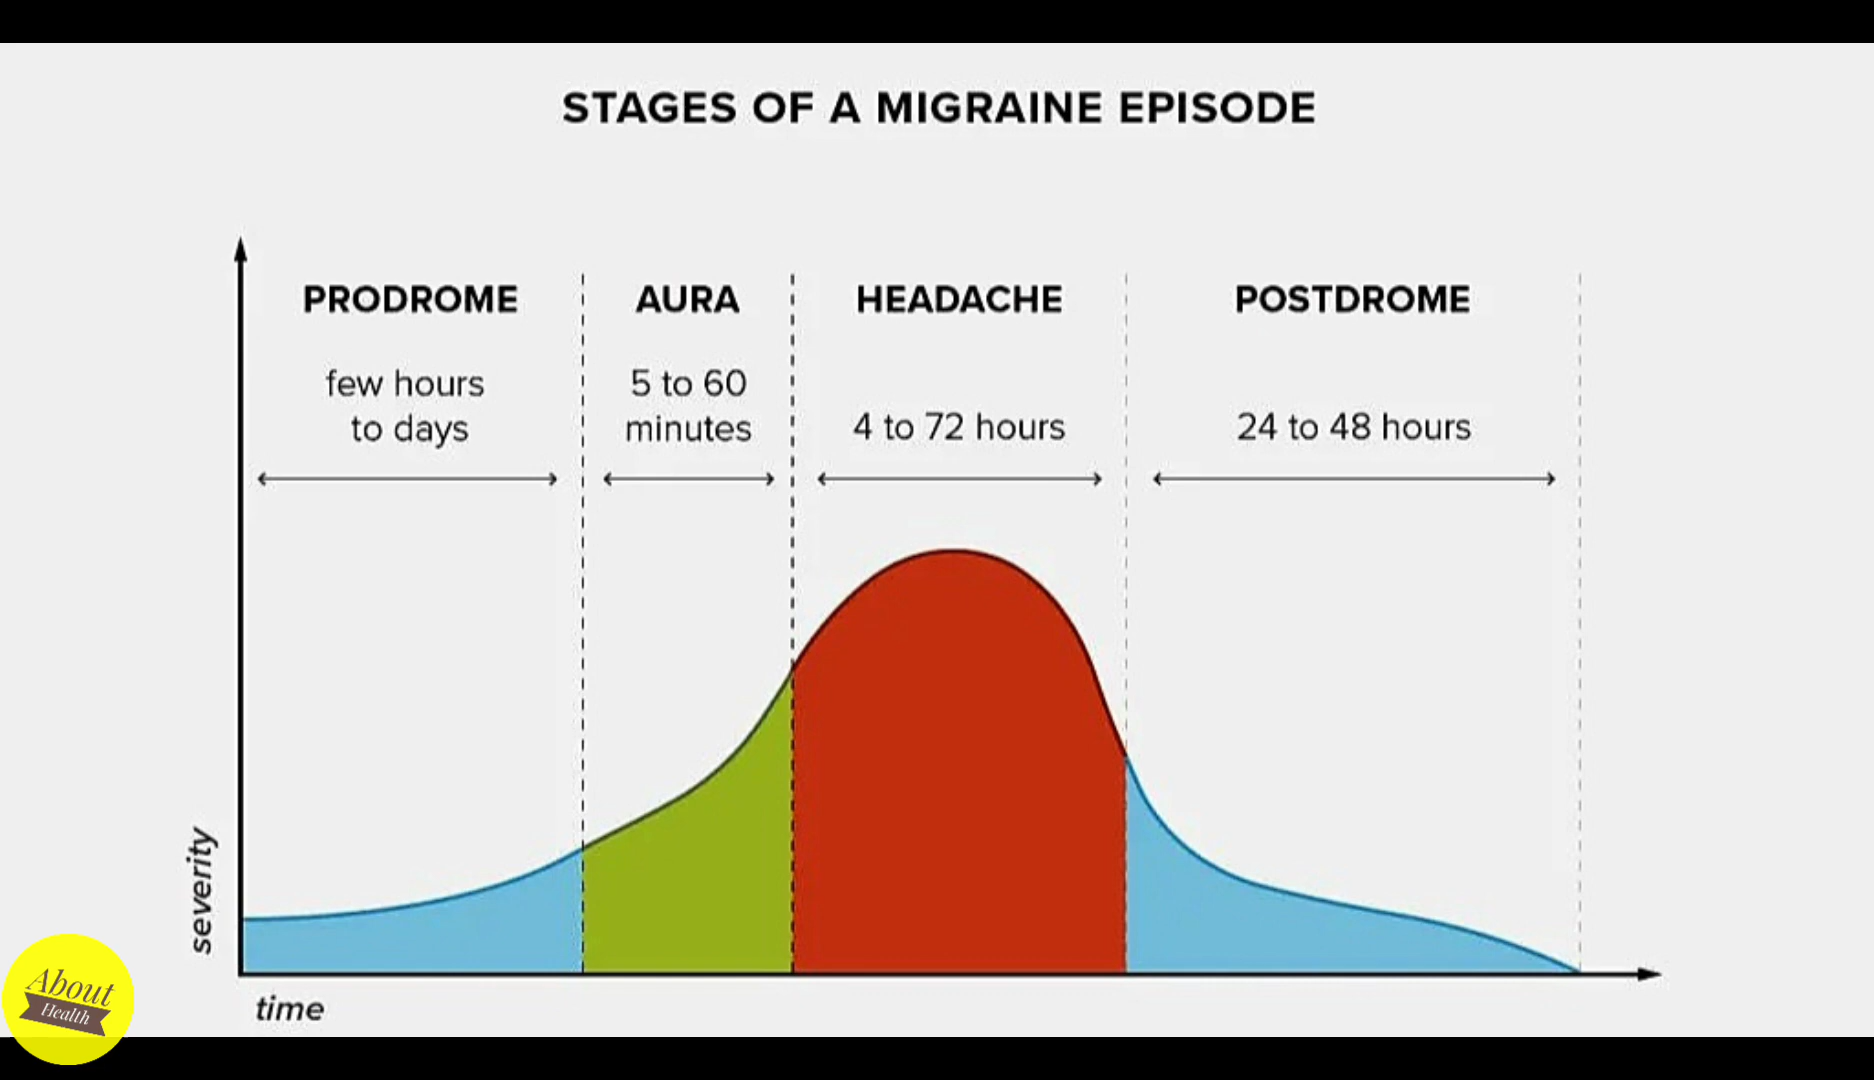 STAGES OF A MIGRAINE EPISODE
PRODROME
few hours
to days
AURA
5 to 60
minutes
HEADACHE
4 to 72 hours
POSTDROME
24 to 48 hours
severity
time
About
Health